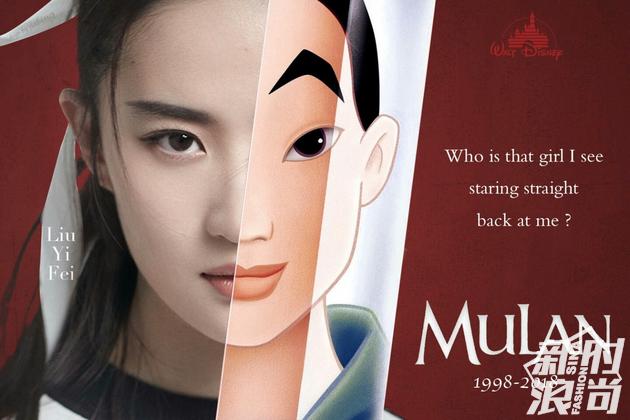 WALT DISNEY
Who is that girl I see
staring straight
back at me ?
Liu
Yi
Fei
MULAN
1998-2018
新浪时尚
SINA
FASHION